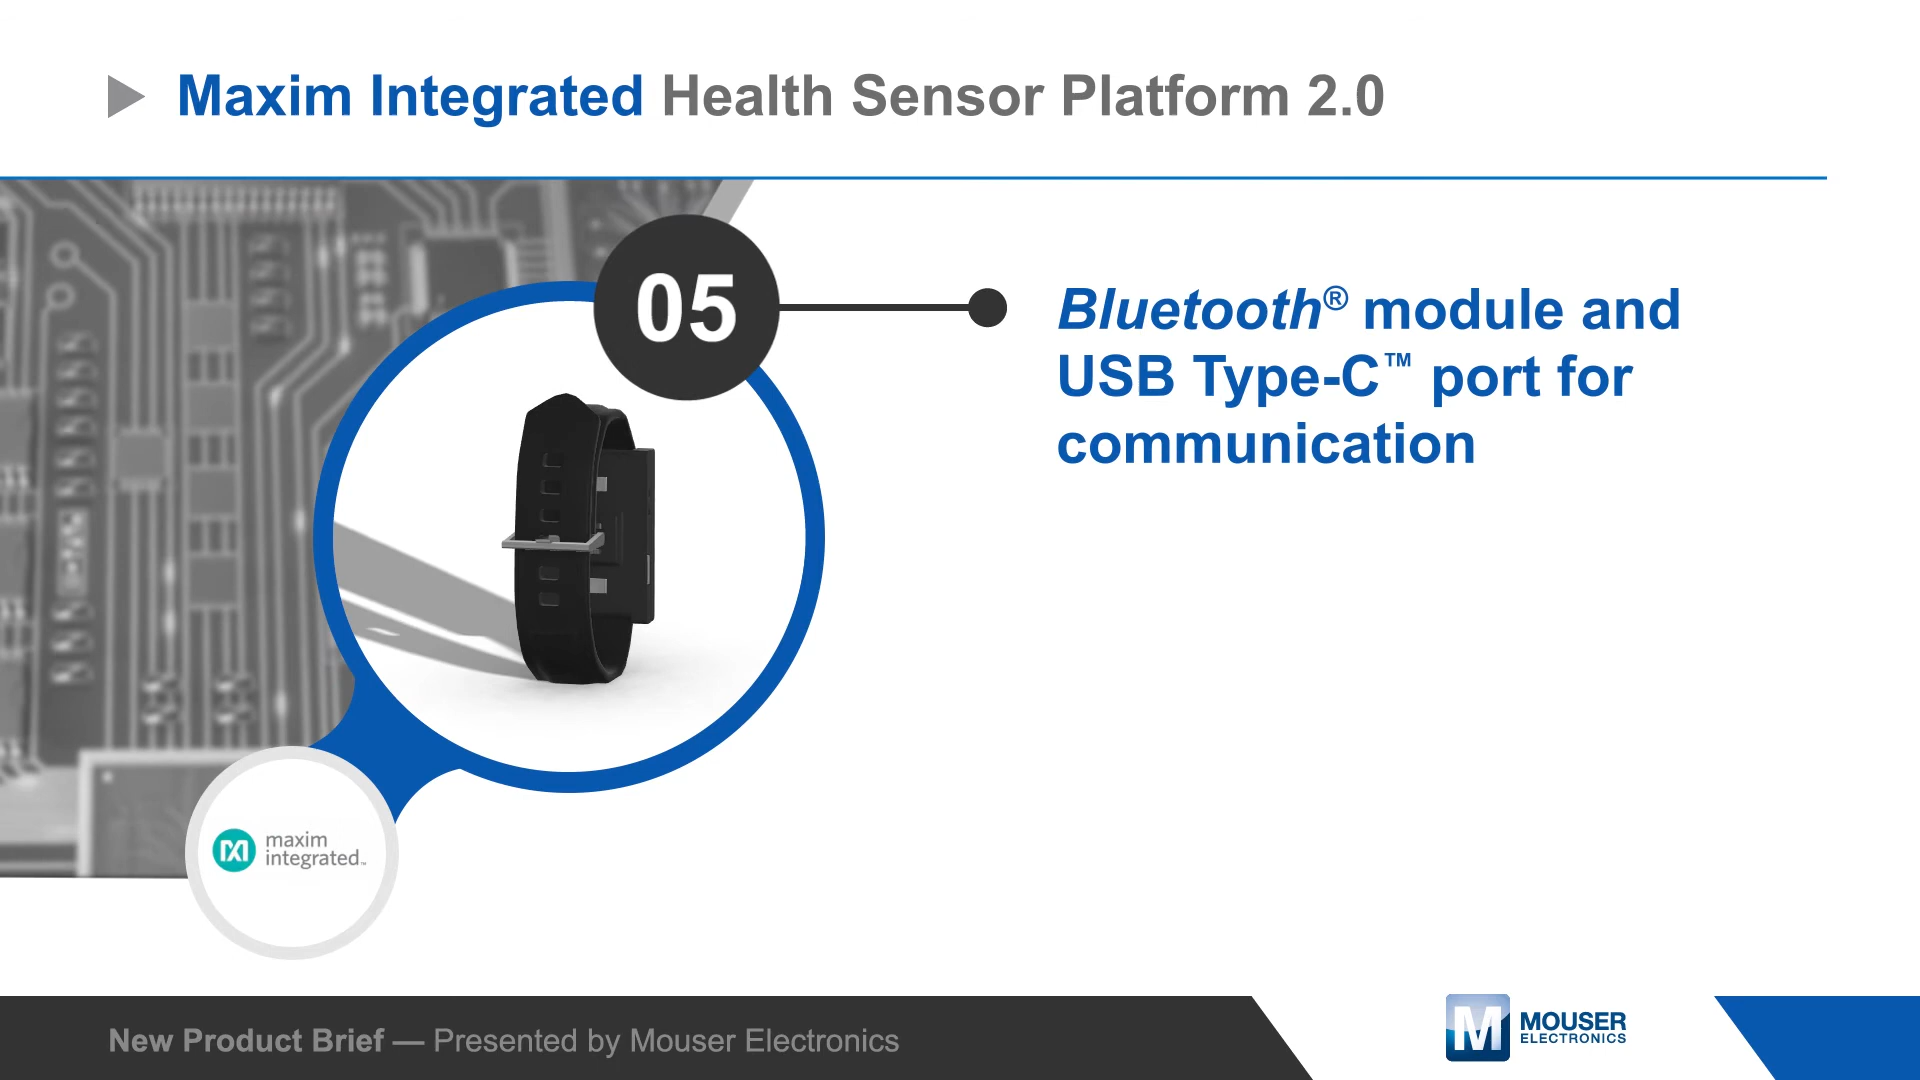 Maxim Integrated Health Sensor Platform 2.0
05
Bluetooth® module and
USB Type-C™ port for
communication
maxim
integrated™
New Product Brief — Presented by Mouser Electronics
M
MOUSER
ELECTRONICS